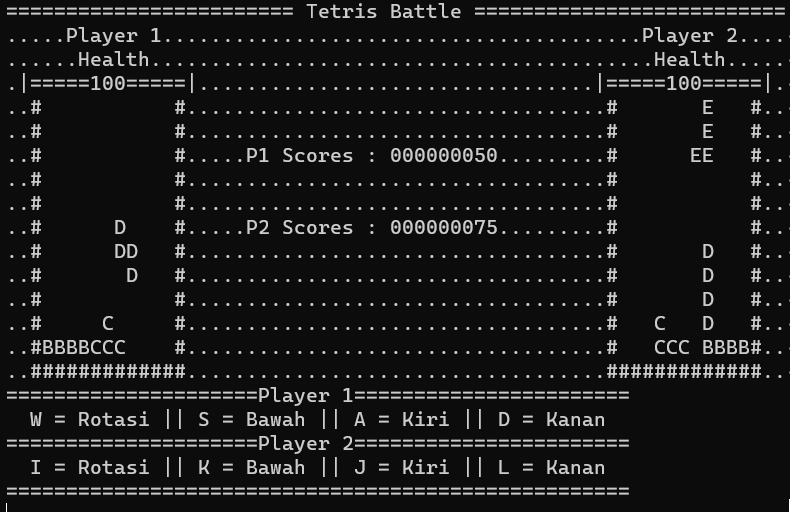 ======================== Tetris Battle ==========================
.....Player 1........................................Player 2....
......Health..........................................Health.....
.|=====100=====|.................................|=====100=====|.
..#           #...................................#       E   #..
..#           #...................................#       E   #..
..#           #.....P1 Scores : 000000050.........#      EE   #..
..#           #...................................#           #..
..#           #...................................#           #..
..#      D    #.....P2 Scores : 000000075.........#           #..
..#      DD   #...................................#       D   #..
..#       D   #...................................#       D   #..
..#           #...................................#       D   #..
..#     C     #...................................#   C   D   #..
..#BBBBCCC    #...................................#   CCC BBBB#..
..#############...................................#############..
=====================Player 1=======================
  W = Rotasi || S = Bawah || A = Kiri || D = Kanan
=====================Player 2=======================
  I = Rotasi || K = Bawah || J = Kiri || L = Kanan
====================================================